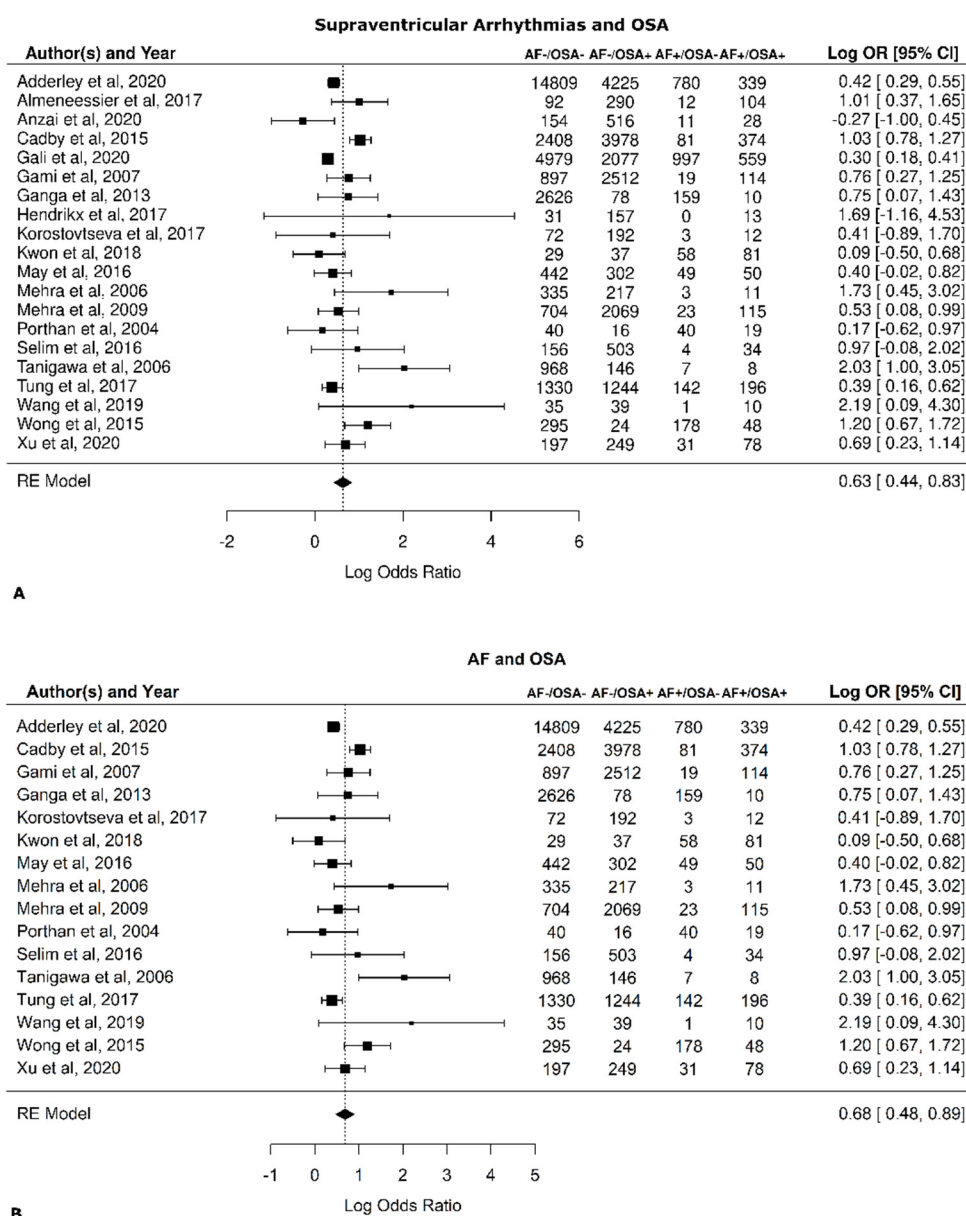 Supraventricular Arrhythmias and OSA
Author(s) and Year AF-/OSA- AF-/OSA+ AF+/OSA- AF+/OSA+ Log OR [95% CI]
Adderley et al, 2020 14809 4225 780 339 0.42 [ 0.29, 0.55]
Almeneessier et al, 2017 92 290 12 104 1.01 [ 0.37, 1.65]
Anzai et al, 2020 154 516 11 28 -0.27 [-1.00, 0.45]
Cadby et al, 2015 2408 3978 81 374 1.03 [ 0.78, 1.27]
Gali et al, 2020 4979 2077 997 559 0.30 [ 0.18, 0.41]
Gami et al, 2007 897 2512 19 114 0.76 [ 0.27, 1.25]
Ganga et al, 2013 2626 78 159 10 0.75 [ 0.07, 1.43]
Hendrikx et al, 2017 31 157 0 13 1.69 [-1.16, 4.53]
Korostovtseva et al, 2017 72 192 3 12 0.41 [-0.89, 1.70]
Kwon et al, 2018 29 37 58 81 0.09 [-0.50, 0.68]
May et al, 2016 442 302 49 50 0.40 [-0.02, 0.82]
Mehra et al, 2006 335 217 3 11 1.73 [ 0.45, 3.02]
Mehra et al, 2009 704 2069 23 115 0.53 [ 0.08, 0.99]
Porthan et al, 2004 40 16 40 19 0.17 [-0.62, 0.97]
Selim et al, 2016 156 503 4 34 0.97 [-0.08, 2.02]
Tanigawa et al, 2006 968 146 7 8 2.03 [ 1.00, 3.05]
Tung et al, 2017 1330 1244 142 196 0.39 [ 0.16, 0.62]
Wang et al, 2019 35 39 1 10 2.19 [ 0.09, 4.30]
Wong et al, 2015 295 24 178 48 1.20 [ 0.67, 1.72]
Xu et al, 2020 197 249 31 78 0.69 [ 0.23, 1.14]
RE Model 0.63 [ 0.44, 0.83]
-2 0 2 4 6
Log Odds Ratio
A
AF and OSA
Author(s) and Year AF-/OSA- AF-/OSA+ AF+/OSA- AF+/OSA+ Log OR [95% CI]
Adderley et al, 2020 14809 4225 780 339 0.42 [ 0.29, 0.55]
Cadby et al, 2015 2408 3978 81 374 1.03 [ 0.78, 1.27]
Gami et al, 2007 897 2512 19 114 0.76 [ 0.27, 1.25]
Ganga et al, 2013 2626 78 159 10 0.75 [ 0.07, 1.43]
Korostovtseva et al, 2017 72 192 3 12 0.41 [-0.89, 1.70]
Kwon et al, 2018 29 37 58 81 0.09 [-0.50, 0.68]
May et al, 2016 442 302 49 50 0.40 [-0.02, 0.82]
Mehra et al, 2006 335 217 3 11 1.73 [ 0.45, 3.02]
Mehra et al, 2009 704 2069 23 115 0.53 [ 0.08, 0.99]
Porthan et al, 2004 40 16 40 19 0.17 [-0.62, 0.97]
Selim et al, 2016 156 503 4 34 0.97 [-0.08, 2.02]
Tanigawa et al, 2006 968 146 7 8 2.03 [ 1.00, 3.05]
Tung et al, 2017 1330 1244 142 196 0.39 [ 0.16, 0.62]
Wang et al, 2019 35 39 1 10 2.19 [ 0.09, 4.30]
Wong et al, 2015 295 24 178 48 1.20 [ 0.67, 1.72]
Xu et al, 2020 197 249 31 78 0.69 [ 0.23, 1.14]
RE Model 0.68 [ 0.48, 0.89]
-1 0 1 2 3 4 5
Log Odds Ratio
B